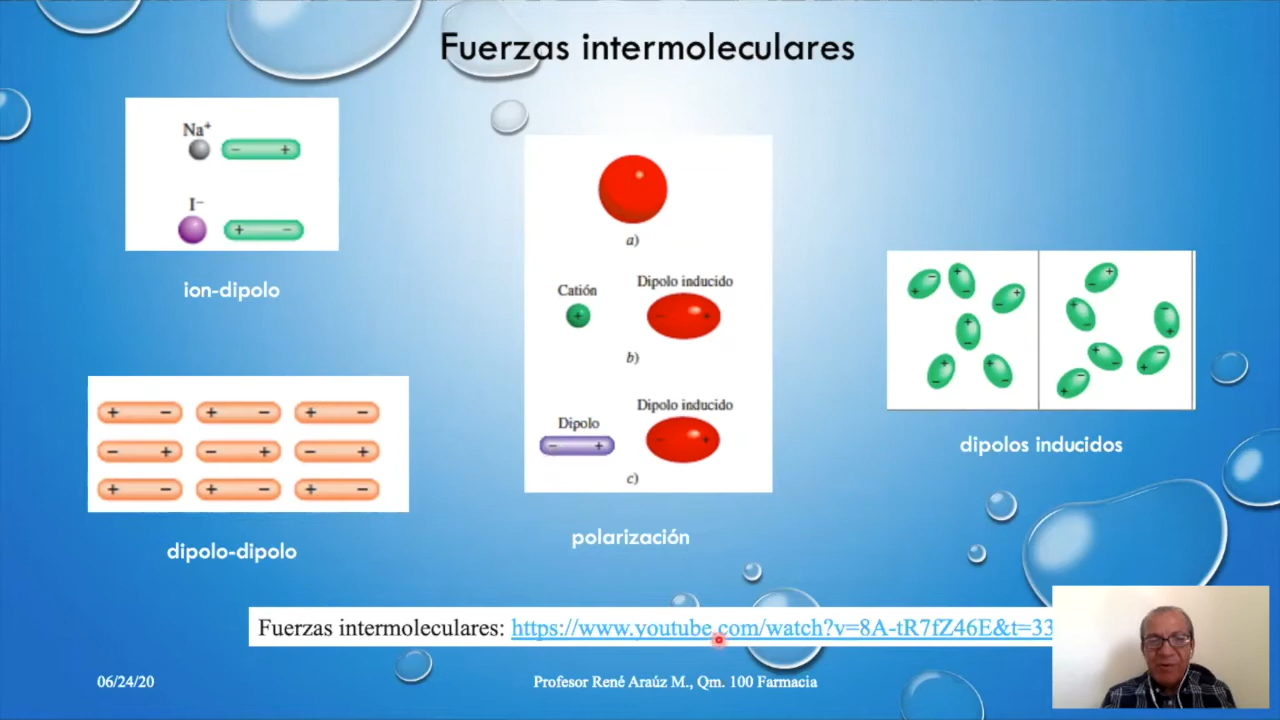 Fuerzas intermoleculares
Na⁺
− +
I⁻
+ −
ion-dipolo
+ − + − + −
− + − + − +
+ − + − + −
dipolo-dipolo
a)
Catión
Dipolo inducido
+ − +
b)
Dipolo
Dipolo inducido
− + − +
c)
polarización
dipolos inducidos
Fuerzas intermoleculares: https://www.youtube.com/watch?v=8A-tR7fZ46E&t=33
06/24/20
Profesor René Araúz M., Qm. 100 Farmacia